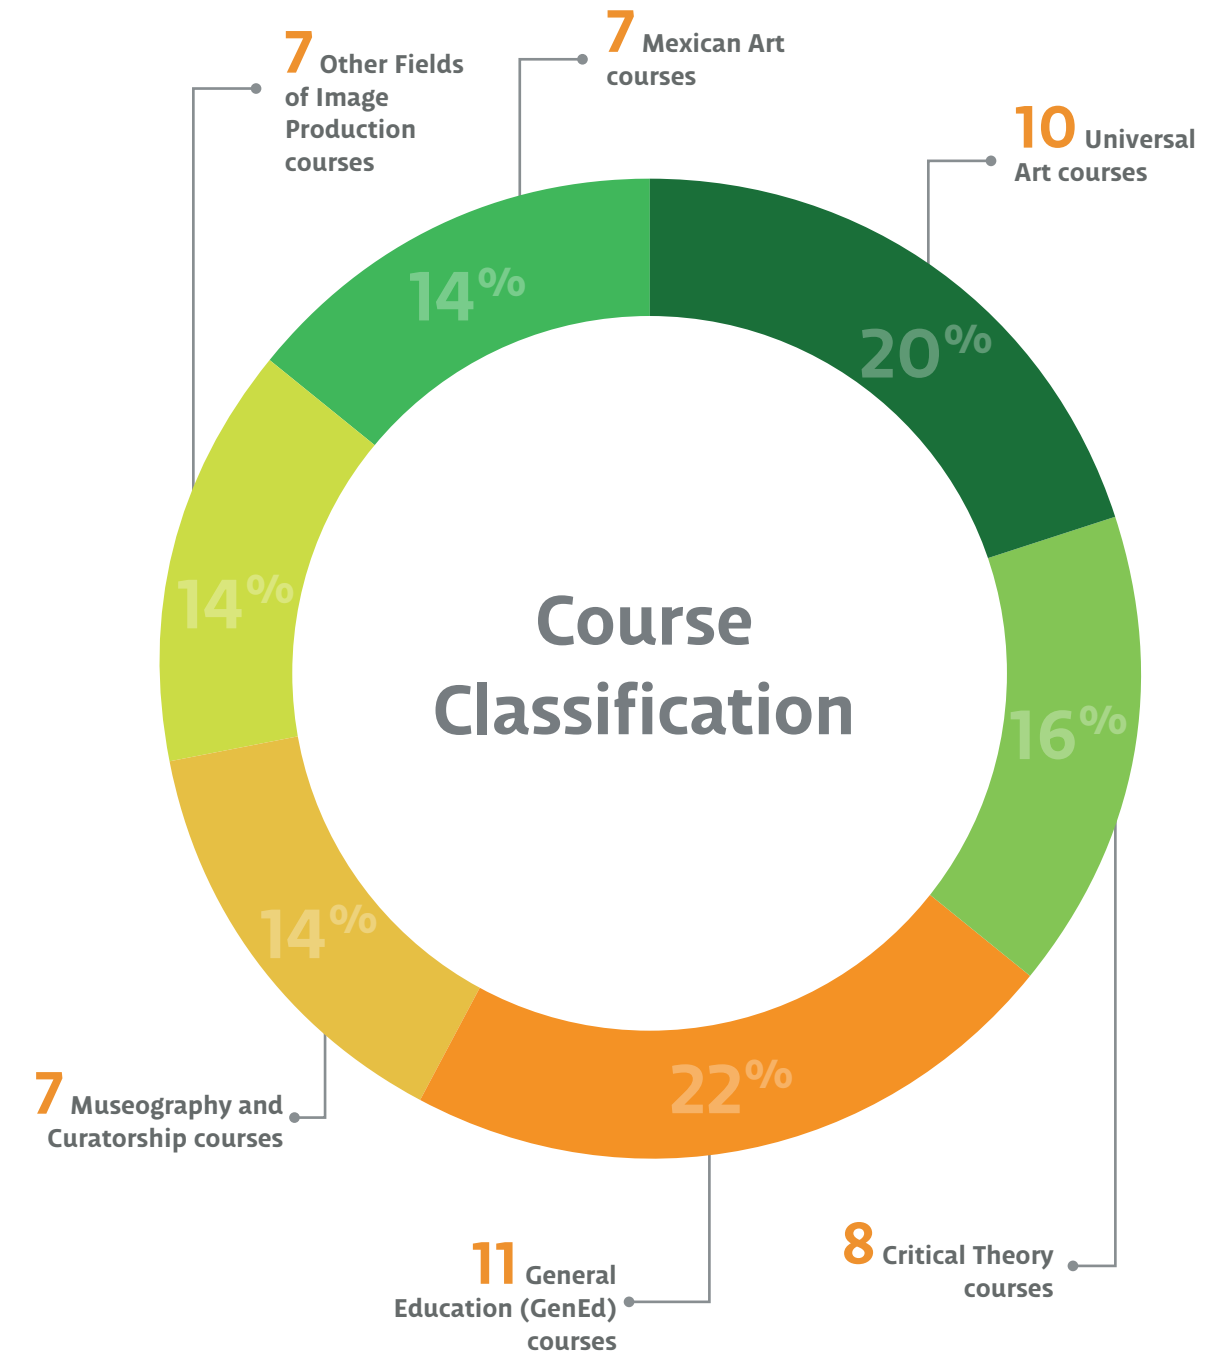 7 Other Fields
of Image
Production
courses
7 Mexican Art
courses
10 Universal
Art courses
14%
20%
14%
Course
Classification
16%
14%
22%
7 Museography and
Curatorship courses
11 General
Education (GenEd)
courses
8 Critical Theory
courses